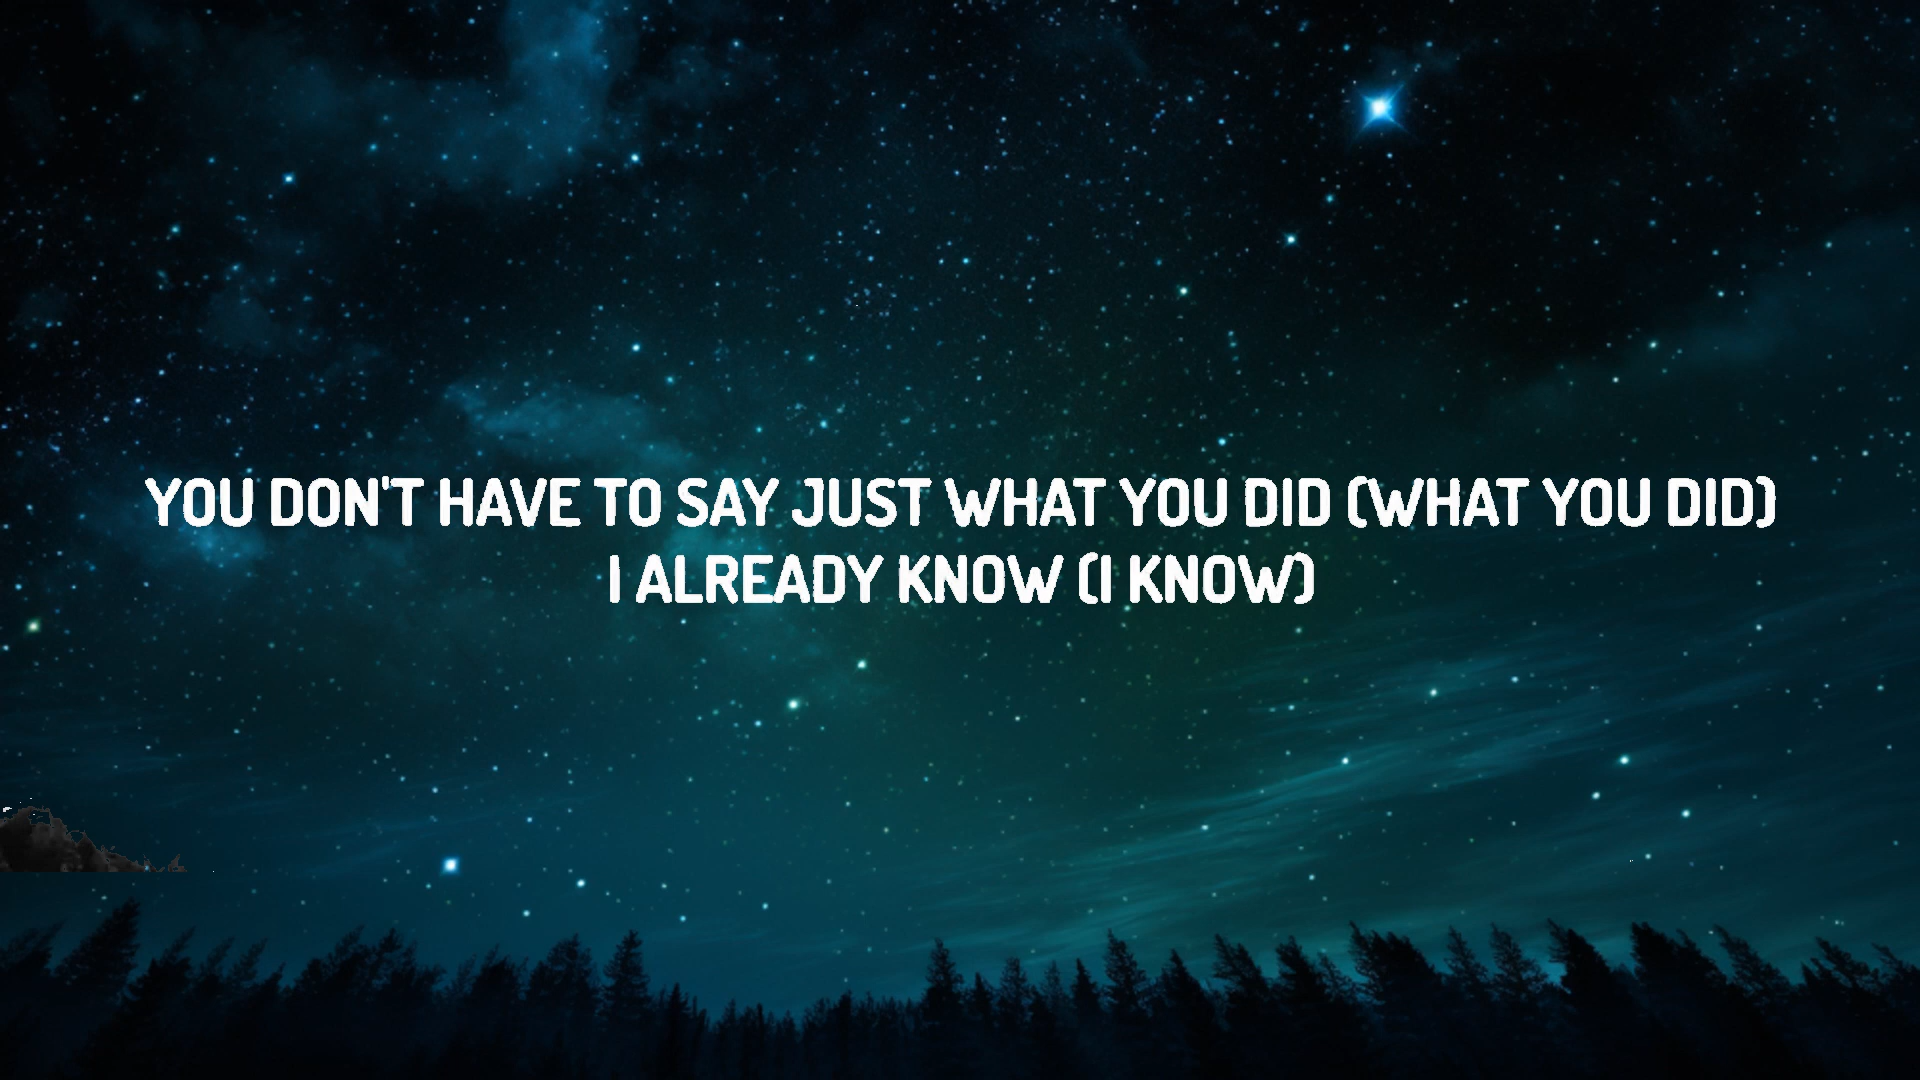 YOU DON'T HAVE TO SAY JUST WHAT YOU DID (WHAT YOU DID)
I ALREADY KNOW (I KNOW)